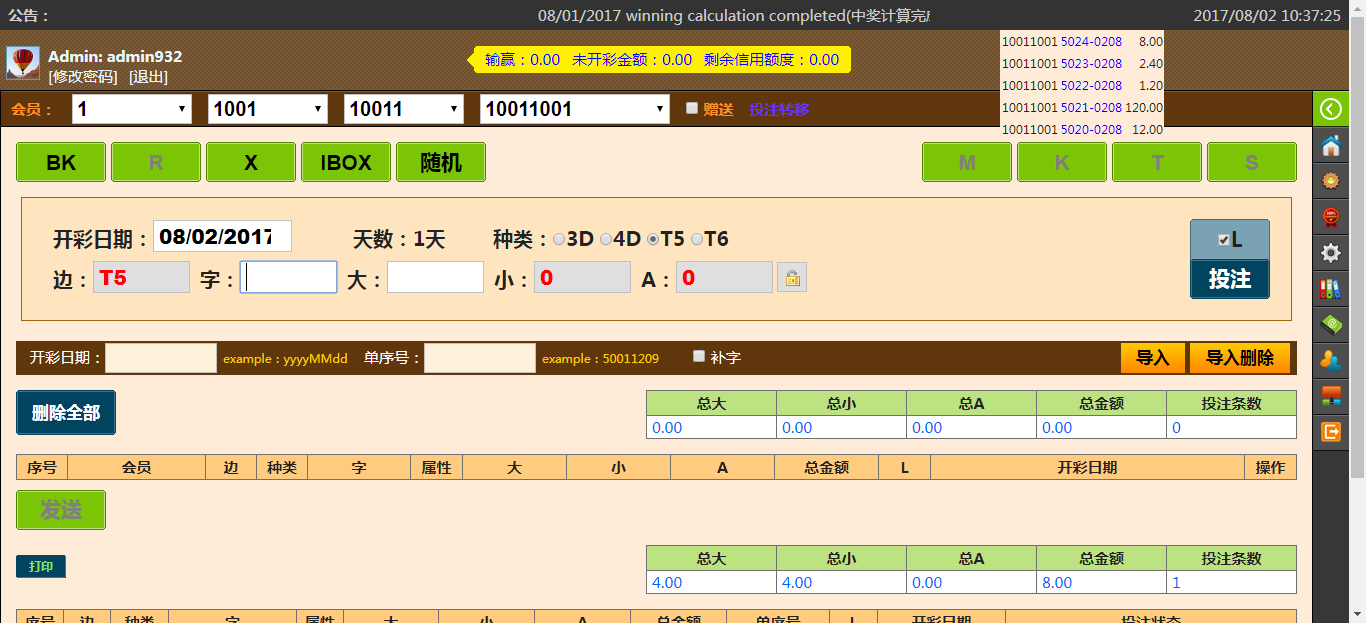 公告： 08/01/2017 winning calculation completed(中奖计算完成 2017/08/02 10:37:25
Admin: admin932
[修改密码] [退出]
输赢：0.00 未开彩金额：0.00 剩余信用额度：0.00
10011001 5024-0208 8.00
10011001 5023-0208 2.40
10011001 5022-0208 1.20
10011001 5021-0208 120.00
10011001 5020-0208 12.00
会员： 1 1001 10011 10011001 赠送 投注转移
BK R X IBOX 随机 M K T S
开彩日期： 08/02/2017 天数：1天 种类： 3D 4D T5 T6
L
边： T5 字： 大： 小： 0 A： 0
投注
开彩日期： example : yyyyMMdd 单序号： example : 50011209 补字 导入 导入删除
删除全部
总大 总小 总A 总金额 投注条数
0.00 0.00 0.00 0.00 0
序号 会员 边 种类 字 属性 大 小 A 总金额 L 开彩日期 操作
发送
打印
总大 总小 总A 总金额 投注条数
4.00 4.00 0.00 8.00 1
序号 边 种类 字 属性 大 小 A 总金额 单序号 L 开彩日期 投注状态